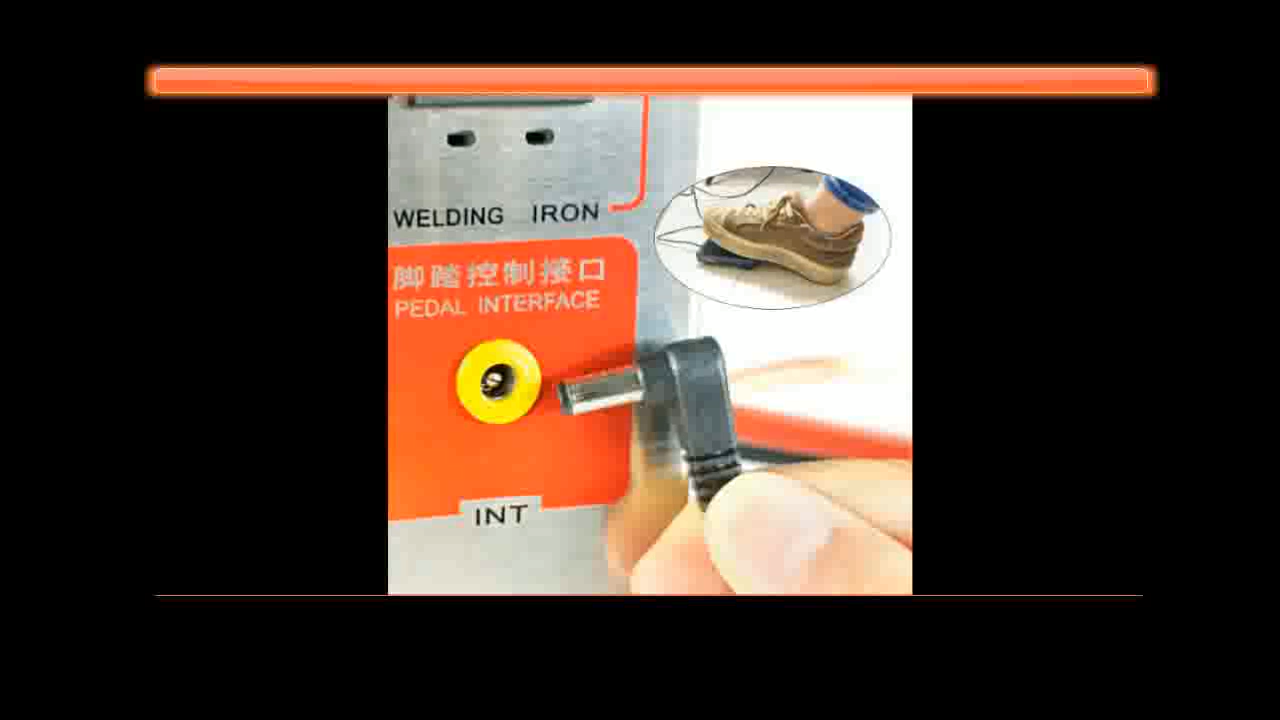 WELDING IRON
脚踏控制接口
PEDAL INTERFACE
INT